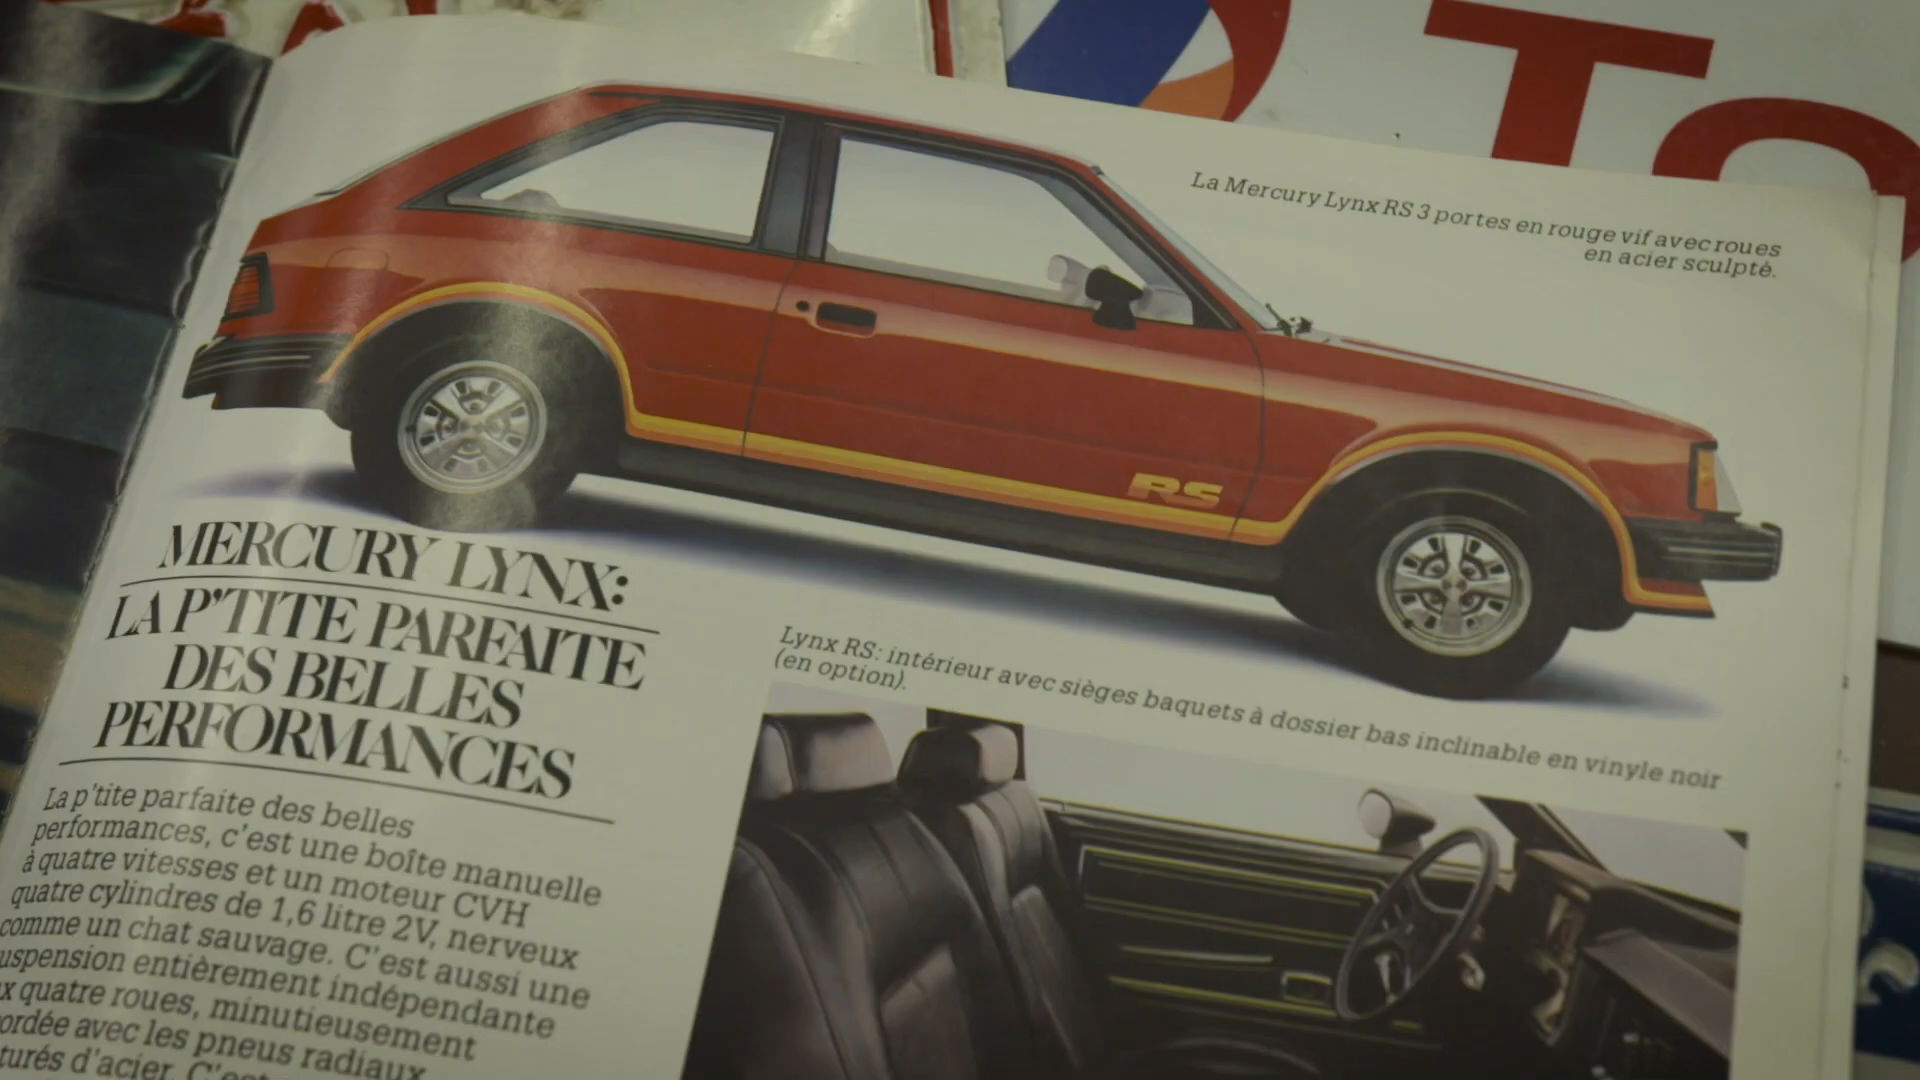 To
La Mercury Lynx RS 3 portes en rouge vif avec roues
en acier sculpté.
RS
MERCURY LYNX:
LA P'TITE PARFAITE
DES BELLES
PERFORMANCES
Lynx RS: intérieur avec sièges baquets à dossier bas inclinable en vinyle noir
(en option).
La p'tite parfaite des belles
performances, c'est une boîte manuelle
à quatre vitesses et un moteur CVH
quatre cylindres de 1,6 litre 2V, nerveux
comme un chat sauvage. C'est aussi une
uspension entièrement indépendante
x quatre roues, minutieusement
ordée avec les pneus radiaux
turés d'acier. C'est